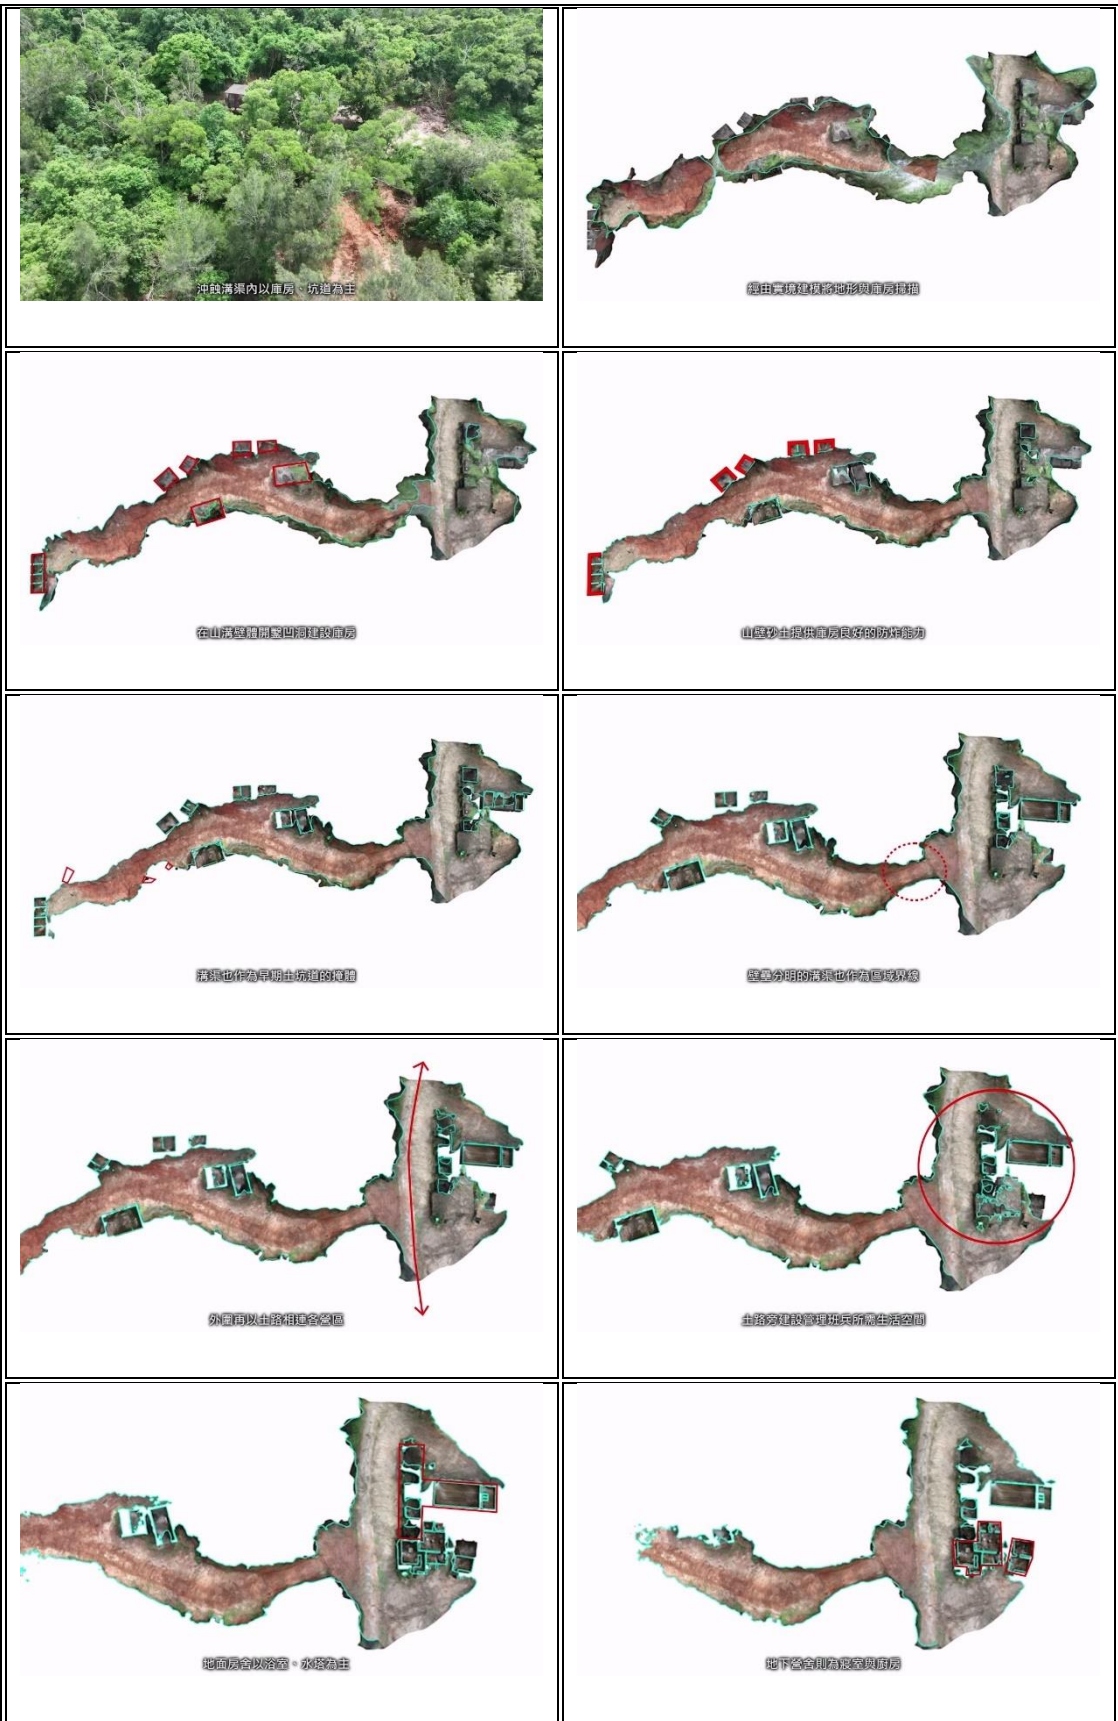 沖蝕溝渠內以庫房、坑道為主
經由實境建模將地形與庫房掃描
在山溝壁體開鑿凹洞建設庫房
山壁砂土提供庫房良好的防炸能力
溝渠也作為早期土坑道的掩體
壁壘分明的溝渠也作為區域界線
外圍再以土路相連各營區
土路旁建設管理班兵所需生活空間
地面房舍以浴室、水塔為主
地下營舍則為寢室與廚房